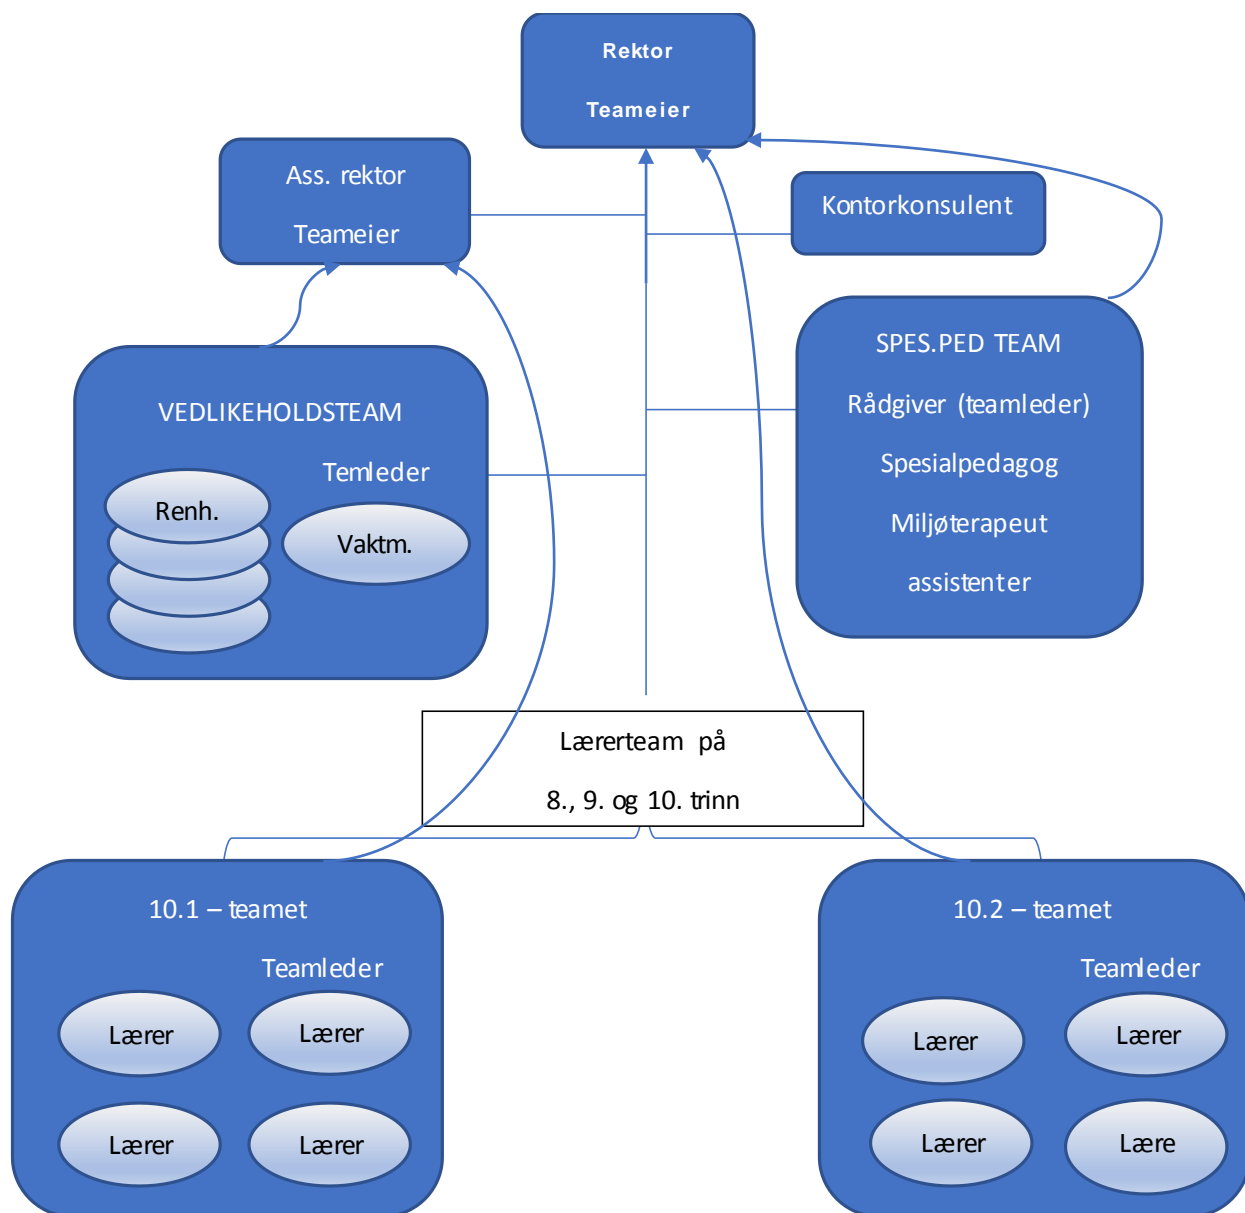 Rektor
Teameier
Ass. rektor
Teameier
Kontorkonsulent
VEDLIKEHOLDSTEAM
Temleder
Renh.
Vaktm.
SPES.PED TEAM
Rådgiver (teamleder)
Spesialpedagog
Miljøterapeut
assistenter
Lærerteam på
8., 9. og 10. trinn
10.1 – teamet
Teamleder
Lærer
Lærer
Lærer
Lærer
10.2 – teamet
Teamleder
Lærer
Lærer
Lærer
Lære